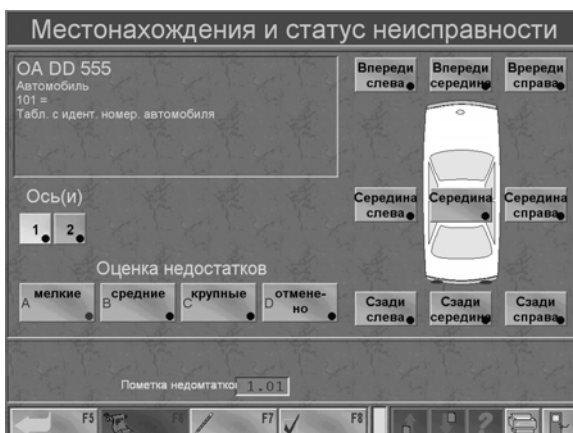 Местонахождения и статус неисправности
OA DD 555
Автомобиль
101 =
Табл. с идент. номер. автомобиля
Впереди слева
Впереди середина
Вререди справа
Ось(и)
1 2
Середина слева
Середина
Середина справа
Оценка недостатков
A мелкие
B средние
C крупные
D отмене-
но
Сзади слева
Сзади середина
Сзади справа
Пометка недомтатко 1.01
F5 F6 F7 F8
?